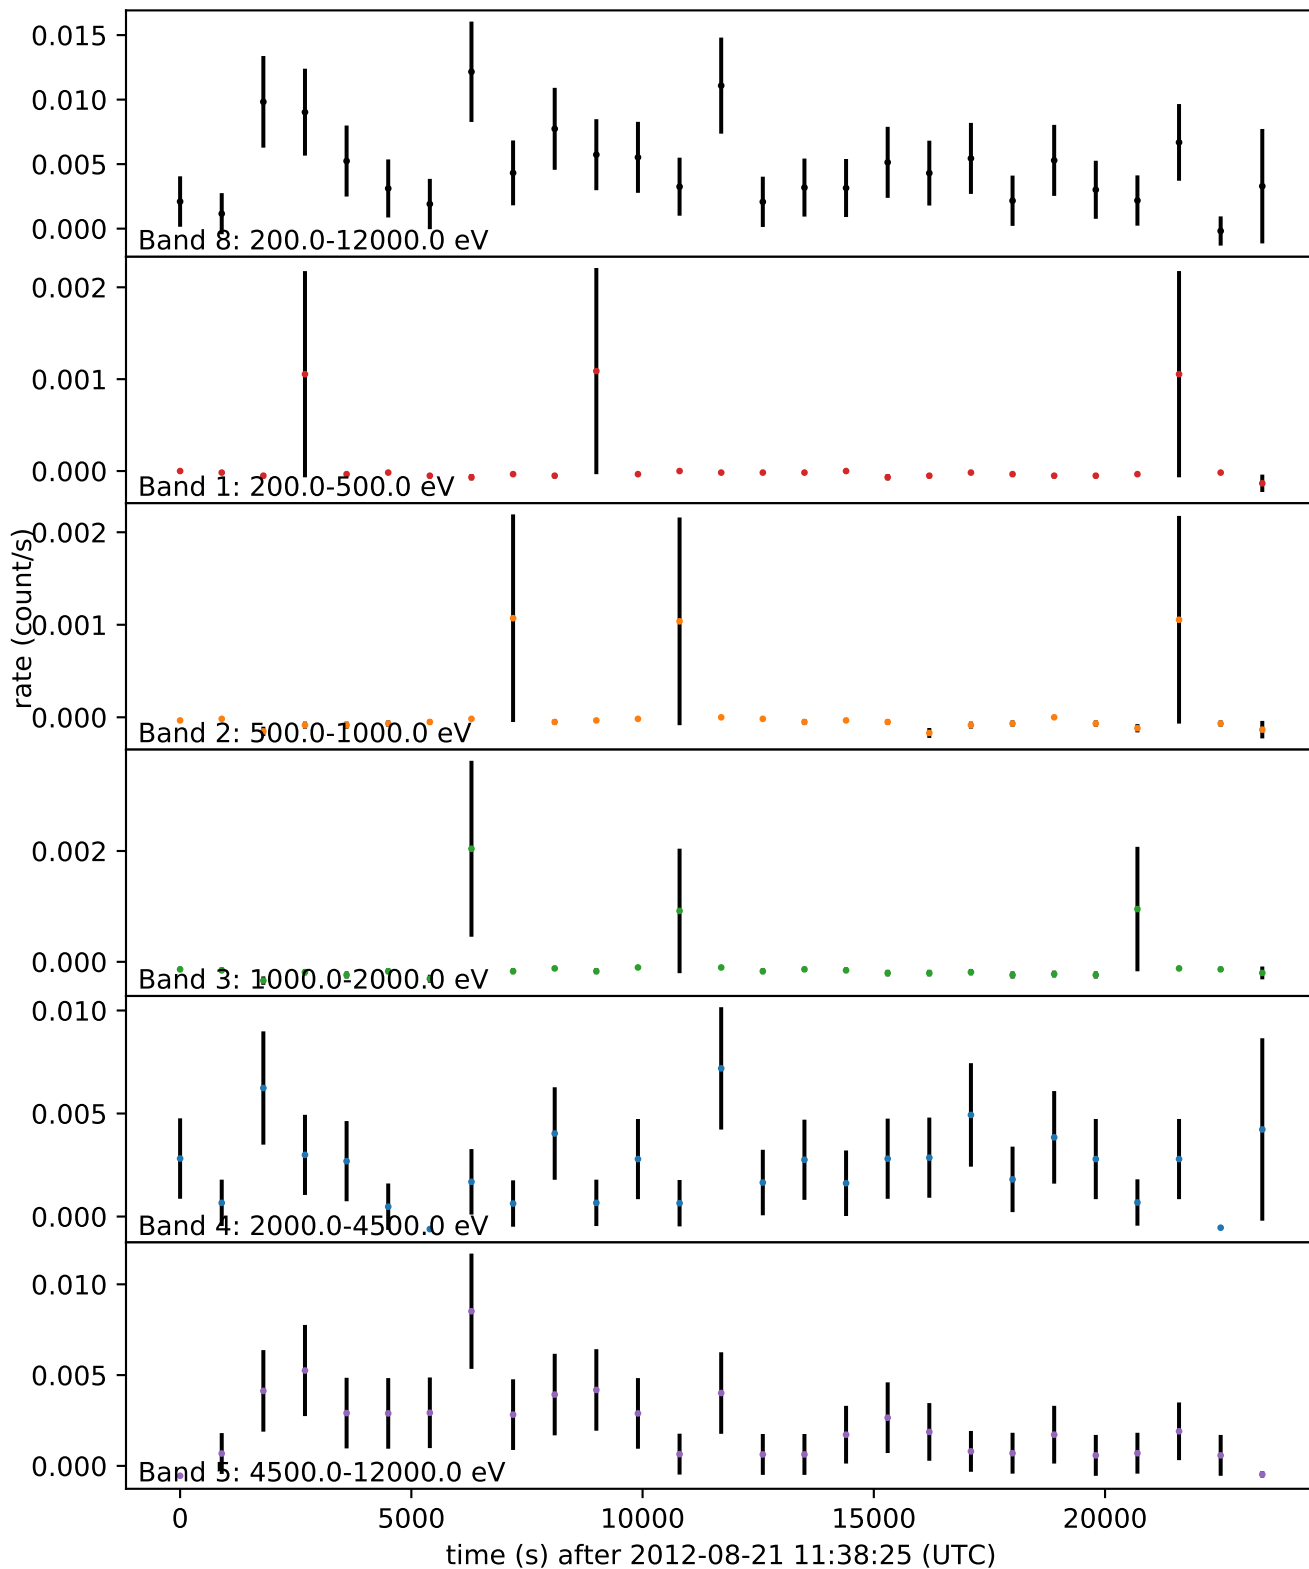 0.015
0.010
0.005
0.000
Band 8: 200.0-12000.0 eV
0.002
0.001
0.000
Band 1: 200.0-500.0 eV
rate (count/s)
0.002
0.001
0.000
Band 2: 500.0-1000.0 eV
0.002
0.000
Band 3: 1000.0-2000.0 eV
0.010
0.005
0.000
Band 4: 2000.0-4500.0 eV
0.010
0.005
0.000
Band 5: 4500.0-12000.0 eV
0 5000 10000 15000 20000
time (s) after 2012-08-21 11:38:25 (UTC)